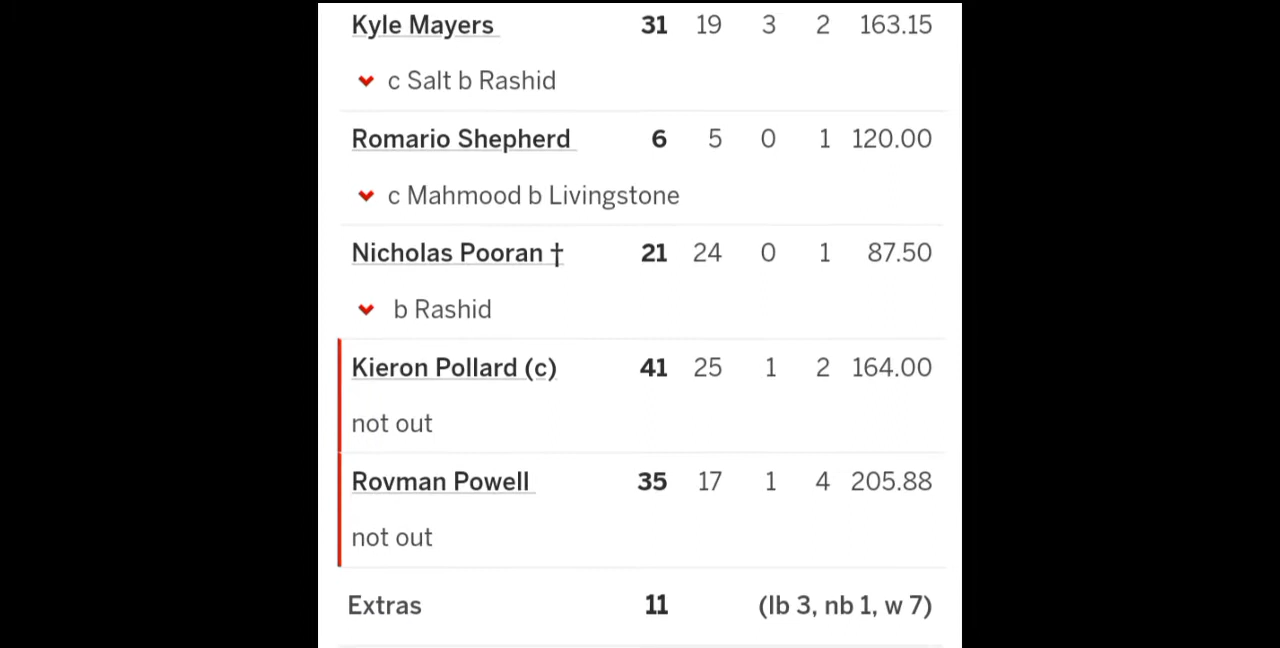 Kyle Mayers 31 19 3 2 163.15
c Salt b Rashid
Romario Shepherd 6 5 0 1 120.00
c Mahmood b Livingstone
Nicholas Pooran † 21 24 0 1 87.50
b Rashid
Kieron Pollard (c) 41 25 1 2 164.00
not out
Rovman Powell 35 17 1 4 205.88
not out
Extras 11 (lb 3, nb 1, w 7)